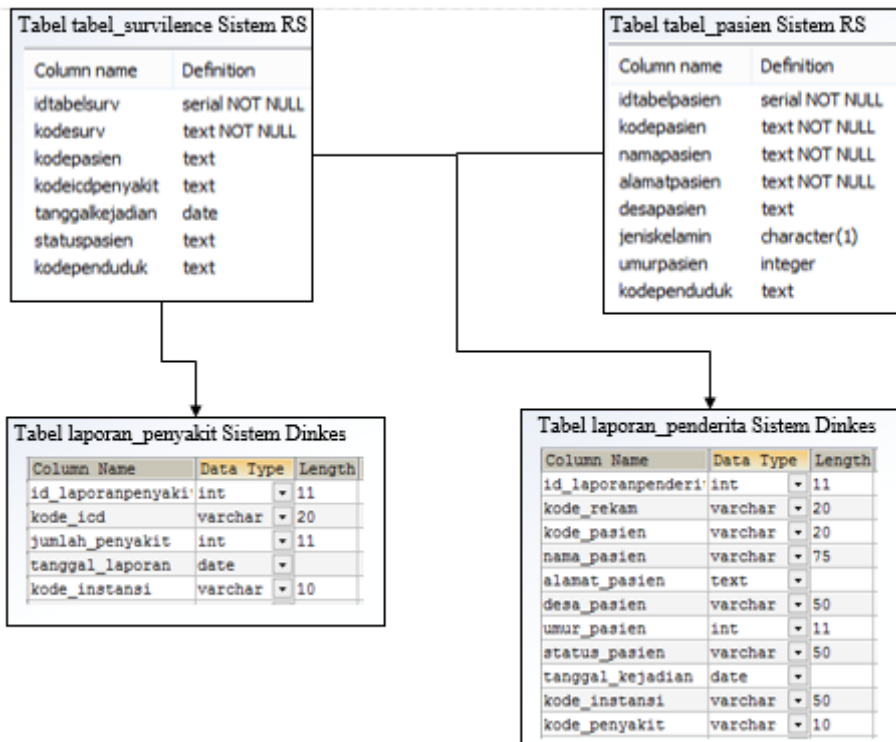 Tabel tabel_survilence Sistem RS
Column name Definition
idtabelsurv serial NOT NULL
kodesurv text NOT NULL
kodepasien text
kodeicdpenyakit text
tanggalkejadian date
statuspasien text
kodependuduk text
Tabel tabel_pasien Sistem RS
Column name Definition
idtabelpasien serial NOT NULL
kodepasien text NOT NULL
namapasien text NOT NULL
alamatpasien text NOT NULL
desapasien text
jeniskelamin character(1)
umurpasien integer
kodependuduk text
Tabel laporan_penyakit Sistem Dinkes
Column Name Data Type Length
id_laporanpenyaki int 11
kode_icd varchar 20
jumlah_penyakit int 11
tanggal_laporan date
kode_instansi varchar 10
Tabel laporan_penderita Sistem Dinkes
Column Name Data Type Length
id_laporanpenderi int 11
kode_rekam varchar 20
kode_pasien varchar 20
nama_pasien varchar 75
alamat_pasien text
desa_pasien varchar 50
umur_pasien int 11
status_pasien varchar 50
tanggal_kejadian date
kode_instansi varchar 50
kode_penyakit varchar 10